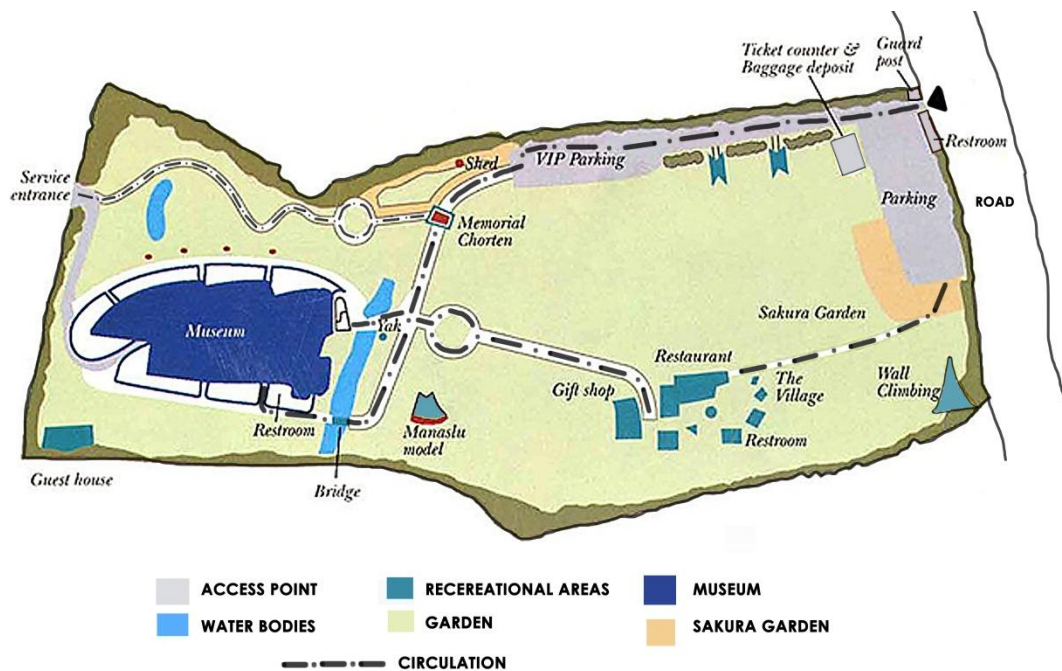 Ticket counter &
Baggage deposit
Guard
post
Restroom
Shed
VIP Parking
Service
entrance
Parking
ROAD
Memorial
Chorten
Museum
Yak
Sakura Garden
Restaurant
The
Village
Wall
Climbing
Gift shop
Restroom
Manaslu
model
Restroom
Guest house
Bridge
ACCESS POINT
RECEREATIONAL AREAS
MUSEUM
WATER BODIES
GARDEN
SAKURA GARDEN
CIRCULATION